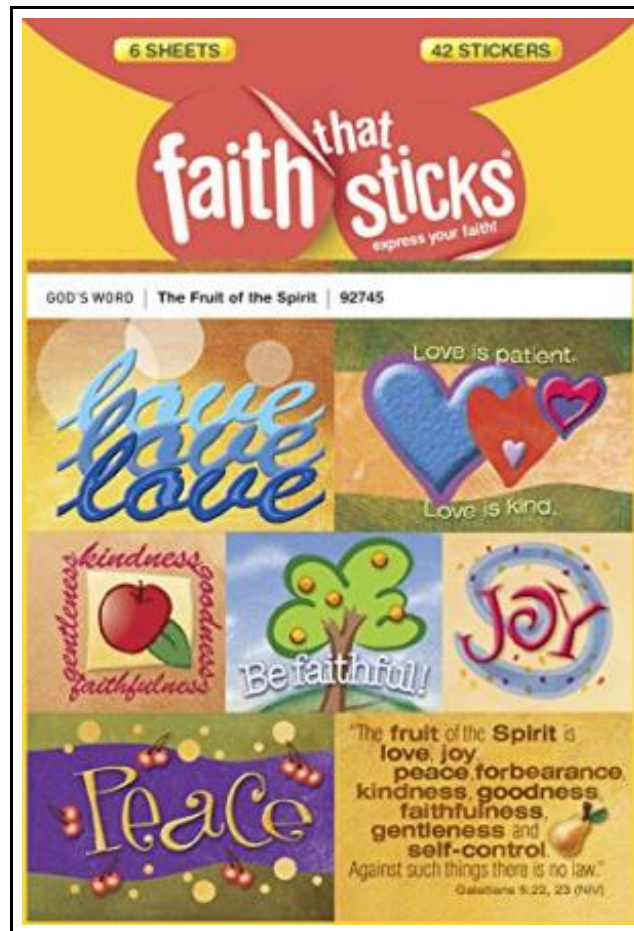 6 SHEETS
42 STICKERS
faith that sticks®
express your faith!
GOD'S WORD | The Fruit of the Spirit | 92745
love
love
love
Love is patient.
Love is kind.
kindness
gentleness
goodness
faithfulness
Be faithful!
JOY
Peace
"The fruit of the Spirit is
love, joy,
peace, forbearance,
kindness, goodness,
faithfulness,
gentleness and
self-control.
Against such things there is no law."
Galatians 5:22, 23 (NIV)